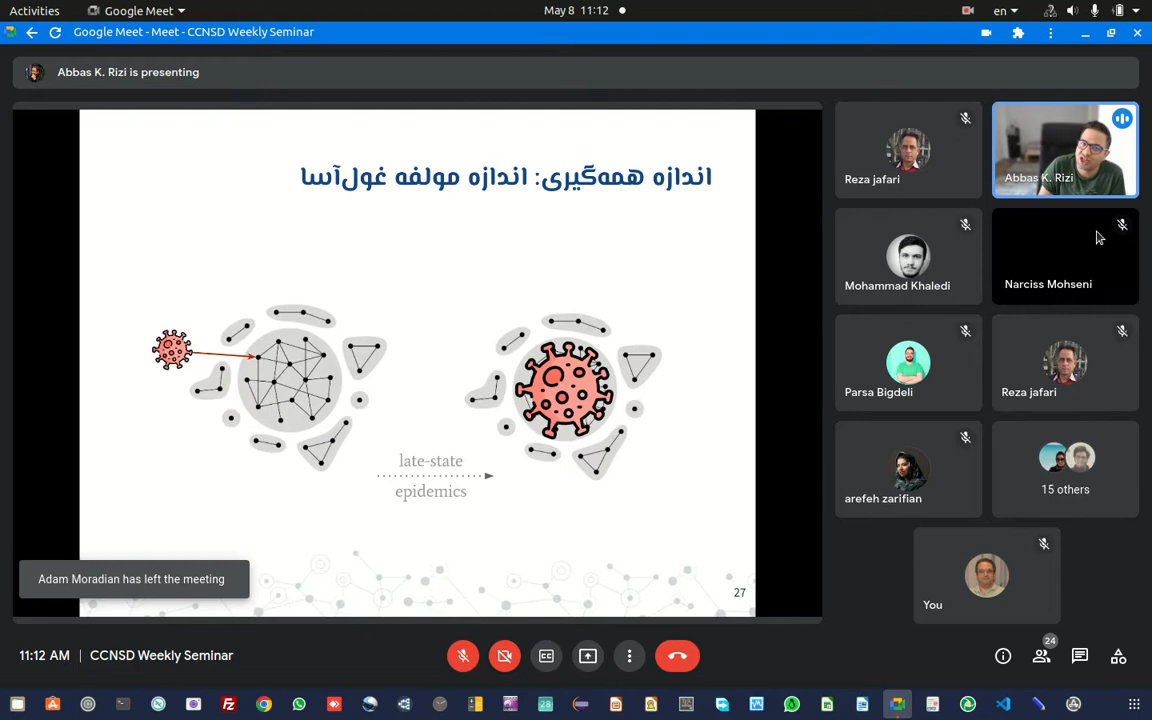 Activities
Google Meet
May 8 11:12
en
Google Meet - Meet - CCNSD Weekly Seminar
Abbas K. Rizi is presenting
اندازه همه‌گیری: اندازه مولفه غول‌آسا
late-state
epidemics
27
Adam Moradian has left the meeting
Reza jafari
Abbas K. Rizi
Mohammad Khaledi
Narciss Mohseni
Parsa Bigdeli
Reza jafari
arefeh zarifian
15 others
You
11:12 AM
CCNSD Weekly Seminar
24